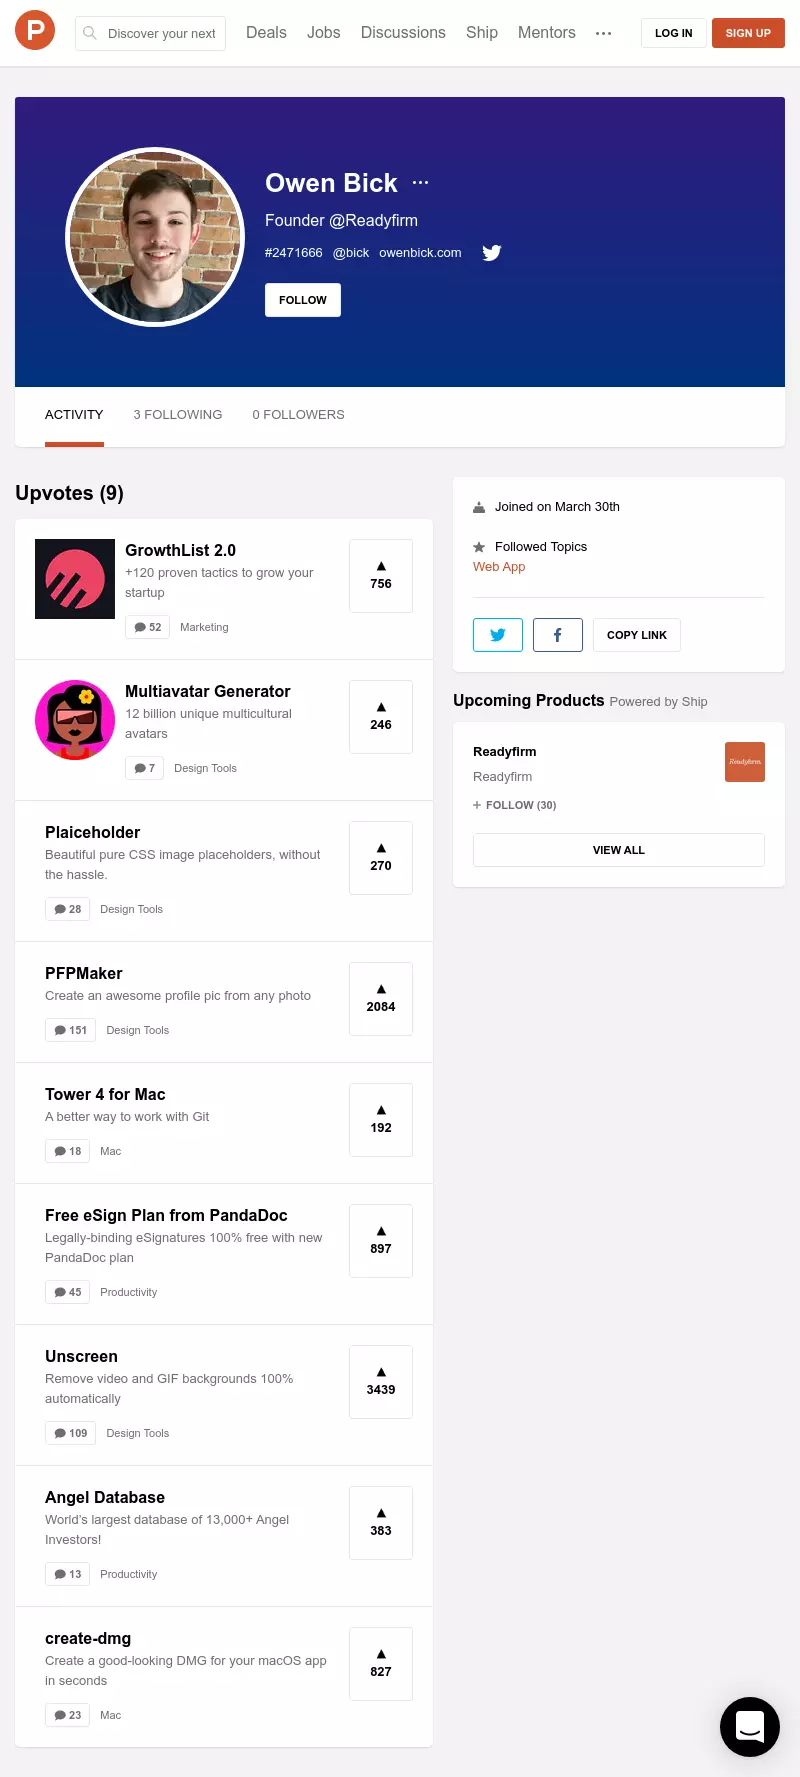 P
Discover your next
Deals
Jobs
Discussions
Ship
Mentors
LOG IN
SIGN UP
Owen Bick
Founder @Readyfirm
#2471666 @bick owenbick.com
FOLLOW
ACTIVITY
3 FOLLOWING
0 FOLLOWERS
Upvotes (9)
GrowthList 2.0
+120 proven tactics to grow your
startup
52
Marketing
756
Multiavatar Generator
12 billion unique multicultural
avatars
7
Design Tools
246
Plaiceholder
Beautiful pure CSS image placeholders, without
the hassle.
28
Design Tools
270
PFPMaker
Create an awesome profile pic from any photo
151
Design Tools
2084
Tower 4 for Mac
A better way to work with Git
18
Mac
192
Free eSign Plan from PandaDoc
Legally-binding eSignatures 100% free with new
PandaDoc plan
45
Productivity
897
Unscreen
Remove video and GIF backgrounds 100%
automatically
109
Design Tools
3439
Angel Database
World's largest database of 13,000+ Angel
Investors!
13
Productivity
383
create-dmg
Create a good-looking DMG for your macOS app
in seconds
23
Mac
827
Joined on March 30th
Followed Topics
Web App
COPY LINK
Upcoming Products Powered by Ship
Readyfirm
Readyfirm
Readyfirm
+ FOLLOW (30)
VIEW ALL